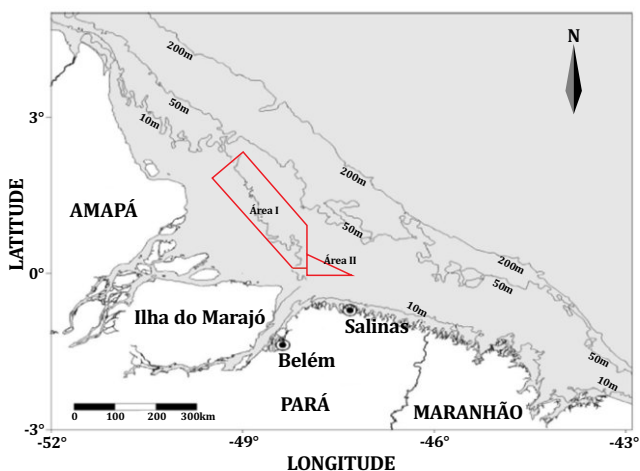 200m
N
3°
50m
10m
200m
AMAPÁ
Área I
50m
LATITUDE
Área II
200m
0°
50m
Ilha do Marajó
10m
Salinas
50m
Belém
10m
0 100 200 300km
PARÁ
MARANHÃO
-3°
-52° -49° -46° -43°
LONGITUDE